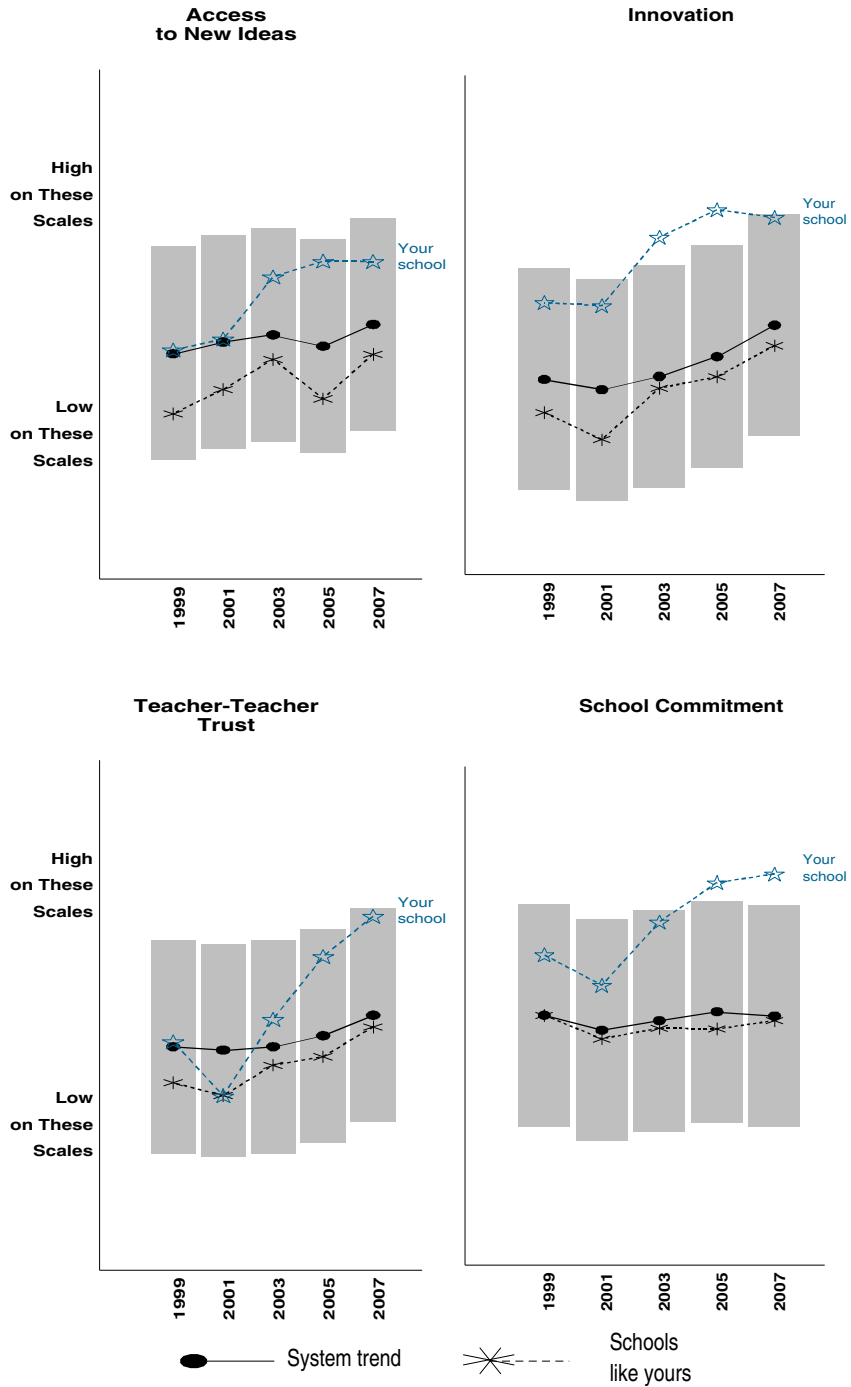 Access
to New Ideas
High
on These
Scales
Low
on These
Scales
Your
school
1999
2001
2003
2005
2007
Innovation
Your
school
1999
2001
2003
2005
2007
Teacher-Teacher
Trust
High
on These
Scales
Low
on These
Scales
Your
school
1999
2001
2003
2005
2007
School Commitment
Your
school
1999
2001
2003
2005
2007
System trend
Schools
like yours